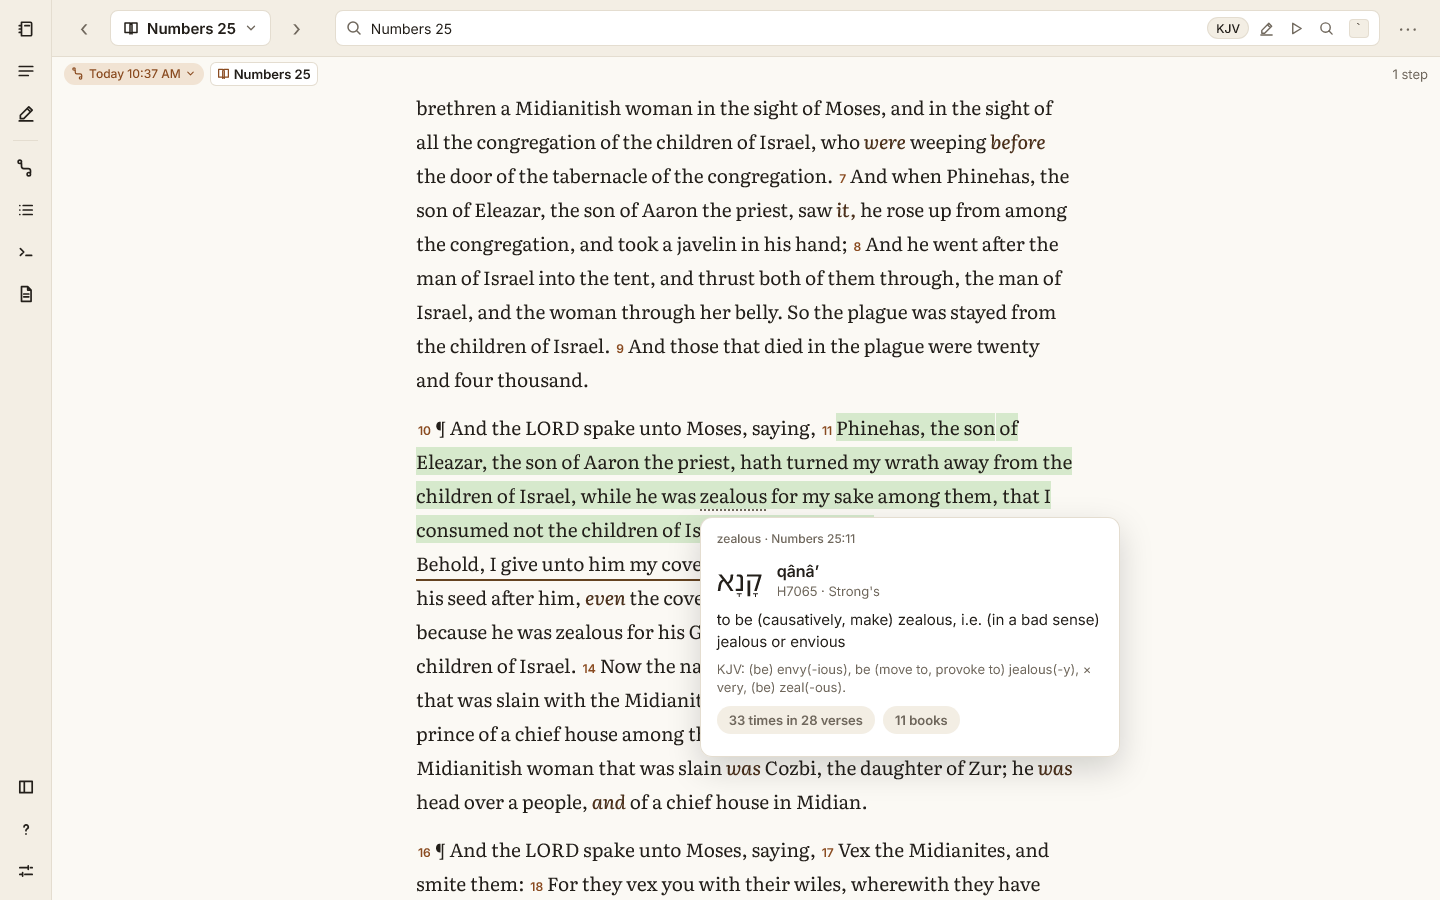 Numbers 25
Numbers 25
KJV
`
Today 10:37 AM
Numbers 25
1 step
brethren a Midianitish woman in the sight of Moses, and in the sight of
all the congregation of the children of Israel, who were weeping before
the door of the tabernacle of the congregation. 7 And when Phinehas, the
son of Eleazar, the son of Aaron the priest, saw it, he rose up from among
the congregation, and took a javelin in his hand; 8 And he went after the
man of Israel into the tent, and thrust both of them through, the man of
Israel, and the woman through her belly. So the plague was stayed from
the children of Israel. 9 And those that died in the plague were twenty
and four thousand.
10 ¶ And the LORD spake unto Moses, saying, 11 Phinehas, the son of
Eleazar, the son of Aaron the priest, hath turned my wrath away from the
children of Israel, while he was zealous for my sake among them, that I
consumed not the children of Is
Behold, I give unto him my cove
his seed after him, even the cove
because he was zealous for his G
children of Israel. 14 Now the na
that was slain with the Midianit
prince of a chief house among th
Midianitish woman that was slain was Cozbi, the daughter of Zur; he was
head over a people, and of a chief house in Midian.
16 ¶ And the LORD spake unto Moses, saying, 17 Vex the Midianites, and
smite them: 18 For they vex you with their wiles, wherewith they have
zealous · Numbers 25:11
קָנָא
qânâʼ
H7065 · Strong's
to be (causatively, make) zealous, i.e. (in a bad sense)
jealous or envious
KJV: (be) envy(-ious), be (move to, provoke to) jealous(-y), ×
very, (be) zeal(-ous).
33 times in 28 verses
11 books